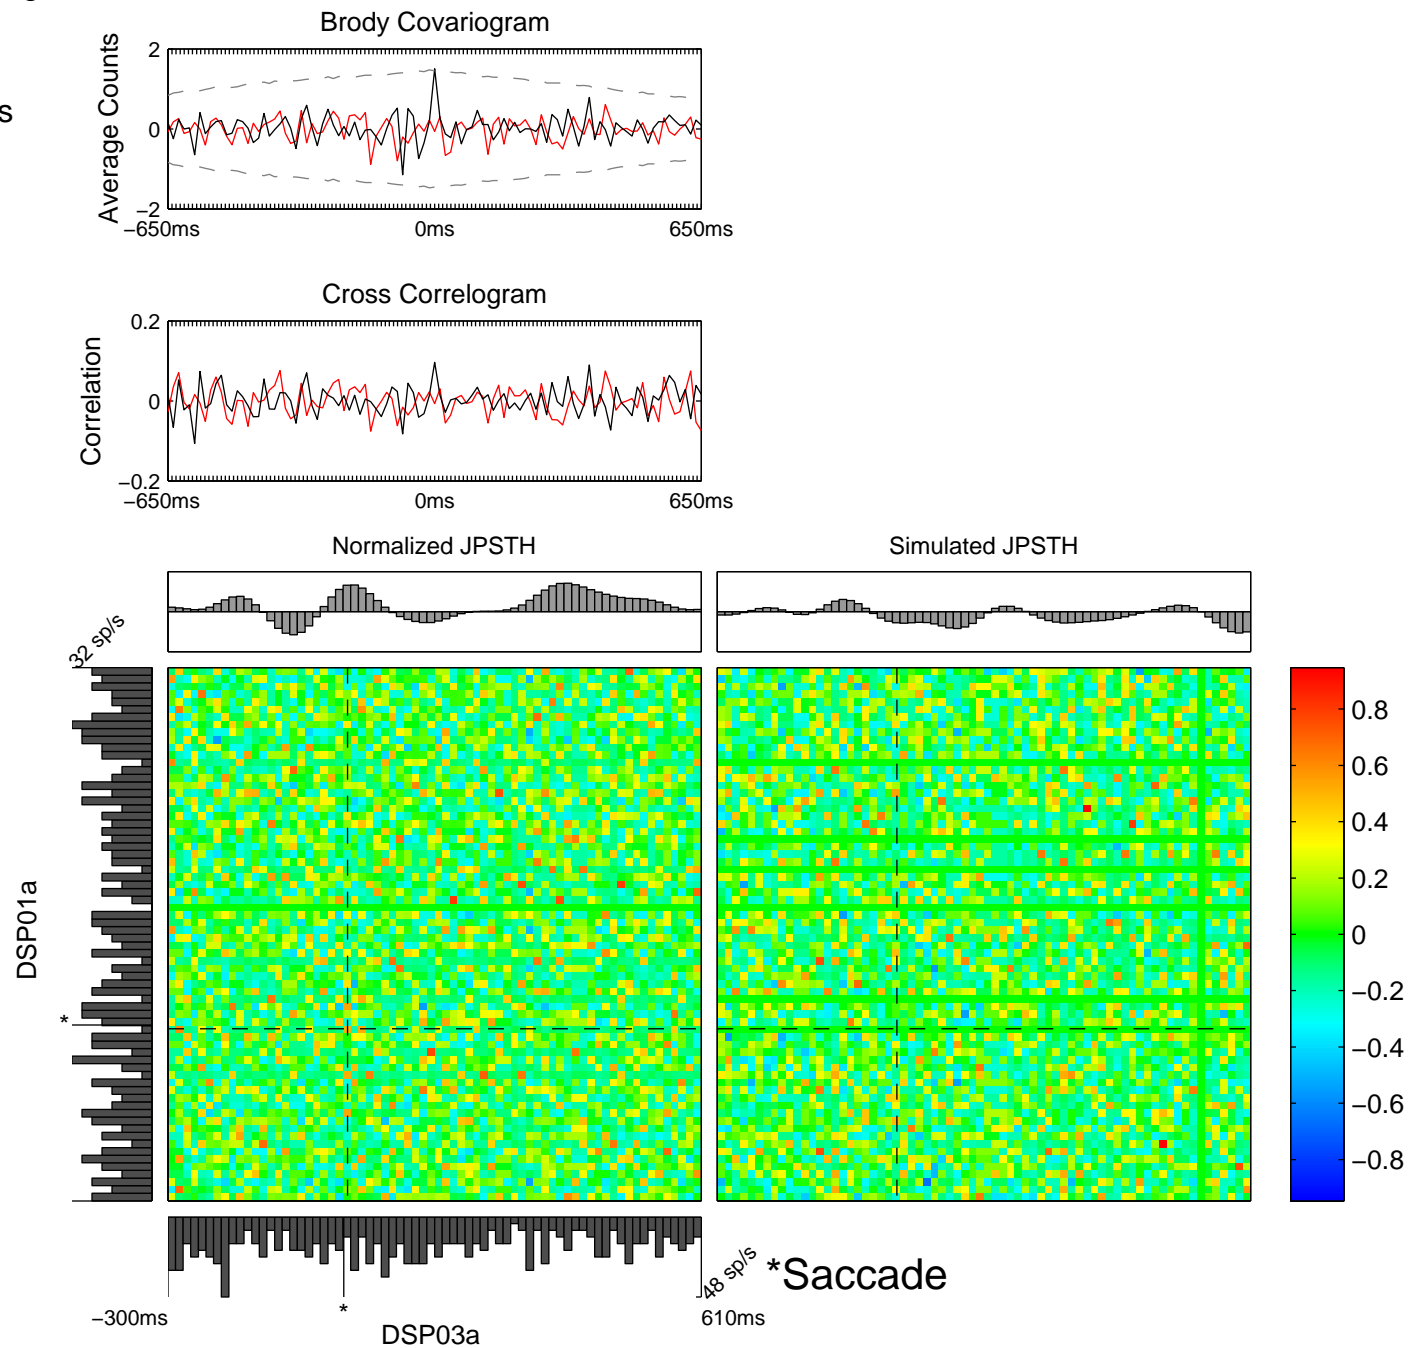 Brody Covariogram
Average Counts
2
0
−2
−650ms 0ms 650ms
s
Cross Correlogram
Correlation
0.2
0
−0.2
−650ms 0ms 650ms
Normalized JPSTH
Simulated JPSTH
32 sp/s
DSP01a
*
0.8
0.6
0.4
0.2
0
−0.2
−0.4
−0.6
−0.8
48 sp/s
*Saccade
−300ms
*
610ms
DSP03a